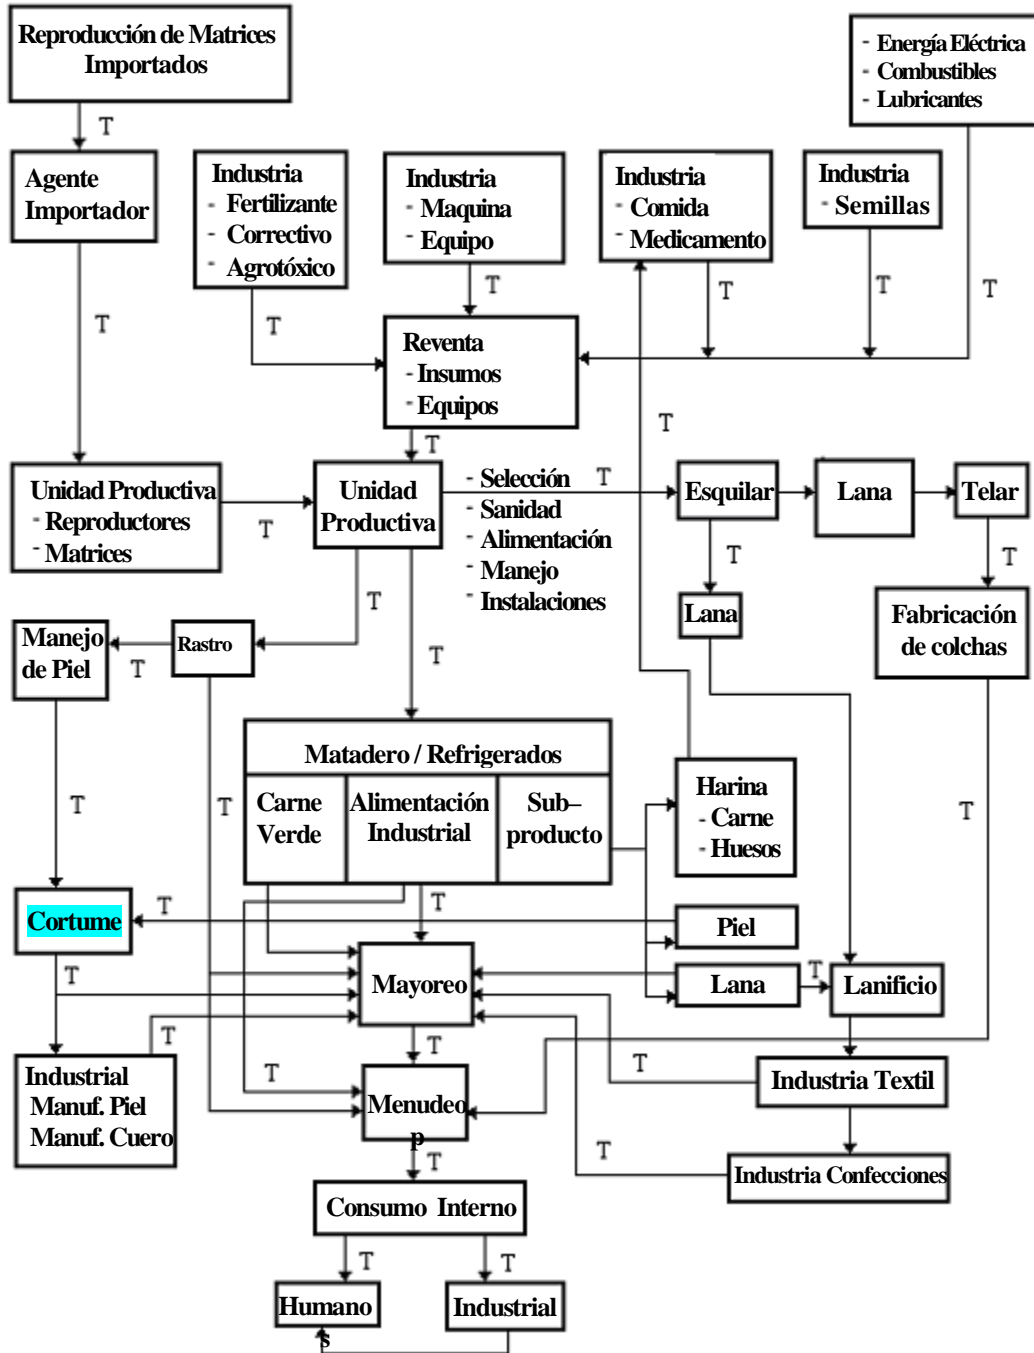 Reproducción de Matrices
Importados
- Energía Eléctrica
- Combustibles
- Lubricantes
T
Agente
Importador
Industria
- Fertilizante
- Correctivo
- Agrotóxico
Industria
- Maquina
- Equipo
Industria
- Comida
- Medicamento
Industria
- Semillas
T
T
T
T
T
T
Reventa
- Insumos
- Equipos
T
T
Unidad Productiva
- Reproductores
- Matrices
T
Unidad
Productiva
- Selección
- Sanidad
- Alimentación
- Manejo
- Instalaciones
T
Esquilar
Lana
Telar
T
T
Lana
Fabricación
de colchas
Manejo
de Piel
T
Rastro
T
T
Matadero / Refrigerados
Carne
Verde
Alimentación
Industrial
Sub–
producto
Harina
- Carne
- Huesos
T
T
T
Cortume
T
Piel
T
Mayoreo
Lana
T
Lanificio
T
T
T
Industrial
Manuf. Piel
Manuf. Cuero
T
Menudeo
p
Industria Textil
T
T
T
Industria Confecciones
Consumo Interno
T
T
Humano
s
Industrial